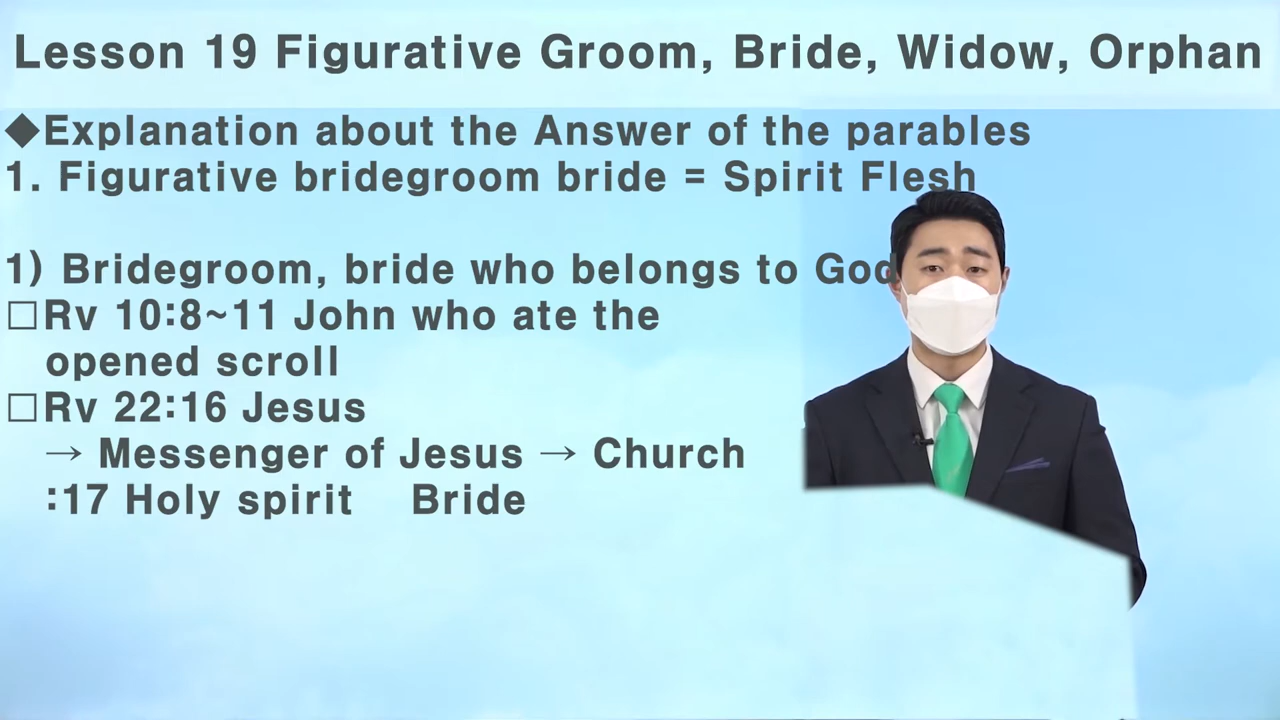 Lesson 19 Figurative Groom, Bride, Widow, Orphan
◆Explanation about the Answer of the parables
1. Figurative bridegroom bride = Spirit Flesh
1) Bridegroom, bride who belongs to God
□Rv 10:8~11 John who ate the
opened scroll
□Rv 22:16 Jesus
→ Messenger of Jesus → Church
:17 Holy spirit Bride